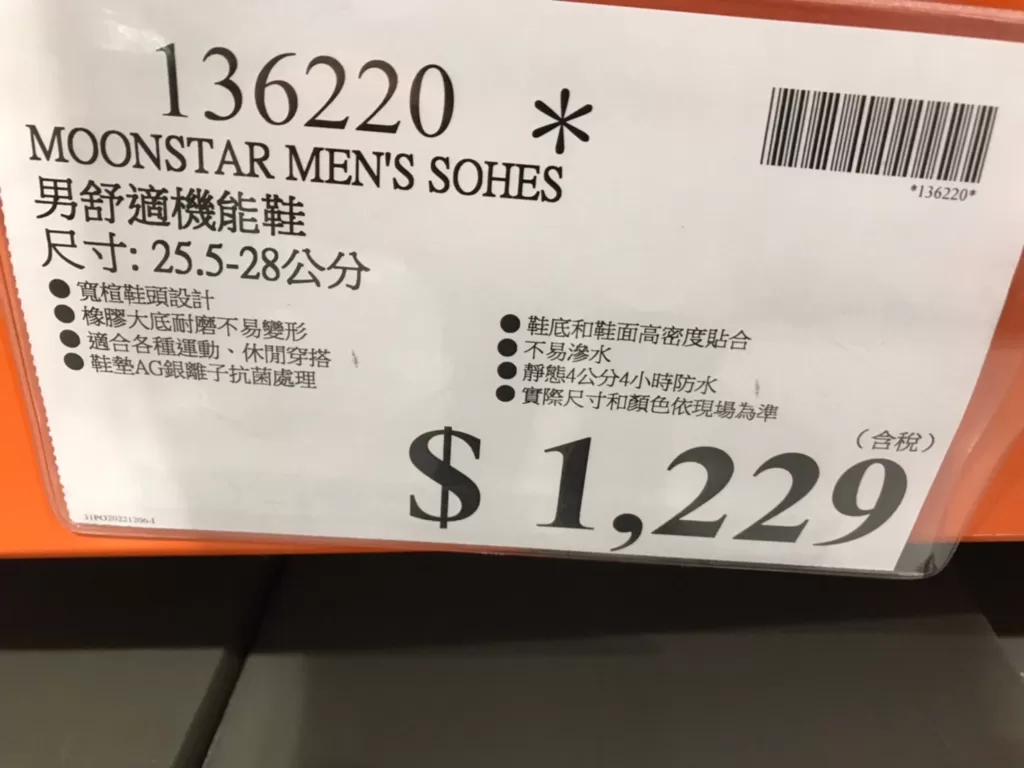 136220 *
*136220*
MOONSTAR MEN'S SOHES
男舒適機能鞋
尺寸: 25.5-28公分
●寬楦鞋頭設計
●橡膠大底耐磨不易變形
●適合各種運動、休閒穿搭
●鞋墊AG銀離子抗菌處理
●鞋底和鞋面高密度貼合
●不易滲水
●靜態4公分4小時防水
●實際尺寸和顏色依現場為準
(含稅)
$ 1,229